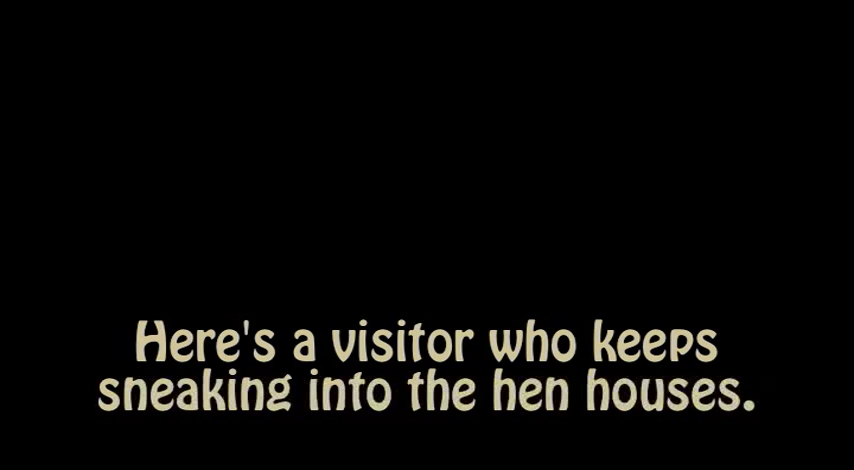 Here's a visitor who keeps
sneaking into the hen houses.